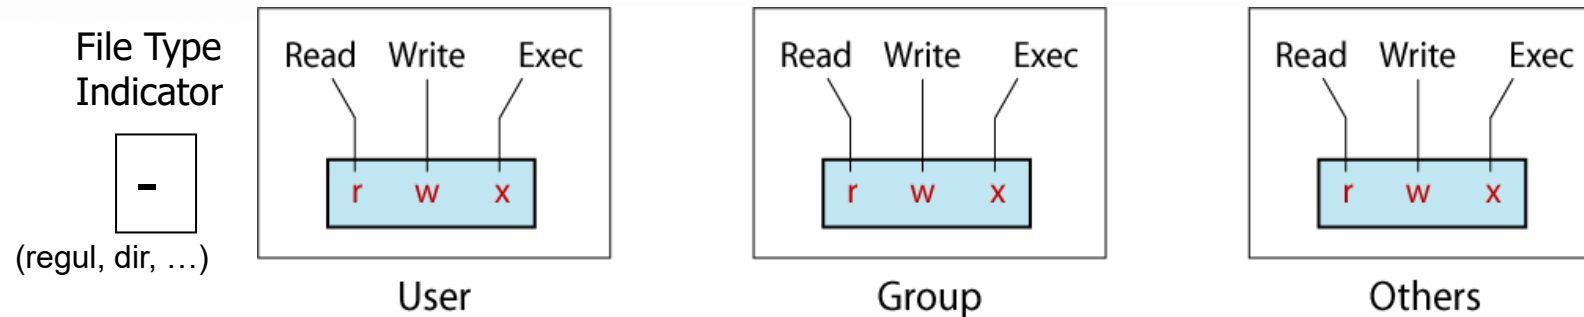 File Type
Indicator
-
(regul, dir, …)
Read Write Exec
r w x
User
Read Write Exec
r w x
Group
Read Write Exec
r w x
Others